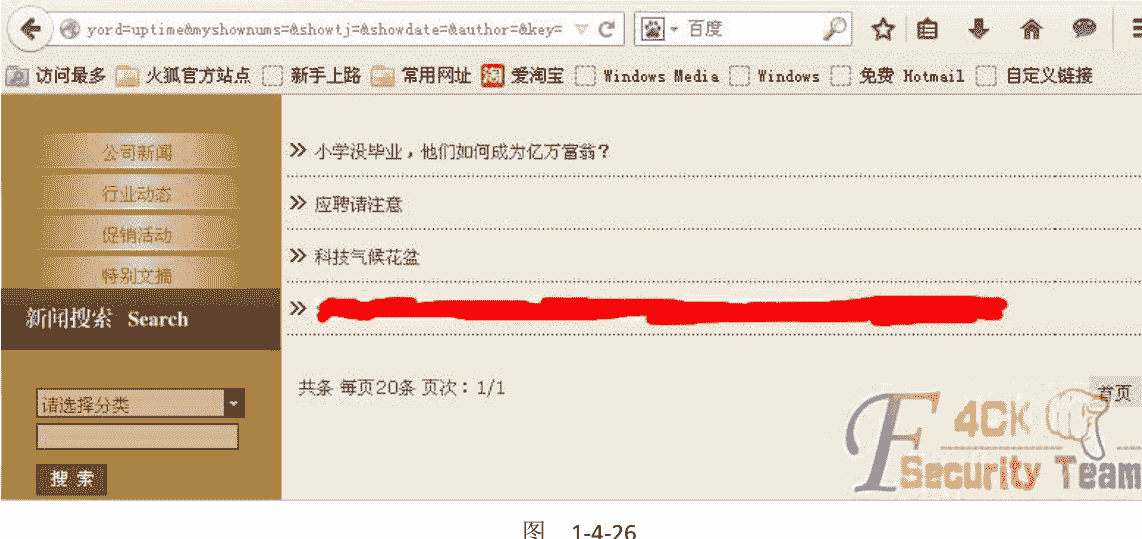 yord=uptime&myshownums=&showtj=&showdate=&author=&key=
百度
访问最多 火狐官方站点 新手上路 常用网址 爱淘宝 Windows Media Windows 免费 Hotmail 自定义链接
公司新闻
行业动态
促销活动
特别文摘
新闻搜索 Search
请选择分类
搜 索
小学没毕业，他们如何成为亿万富翁？
应聘请注意
科技气候花盆
共条 每页20条 页次：1/1
首页
F4CK
Security Team
图 1-4-26